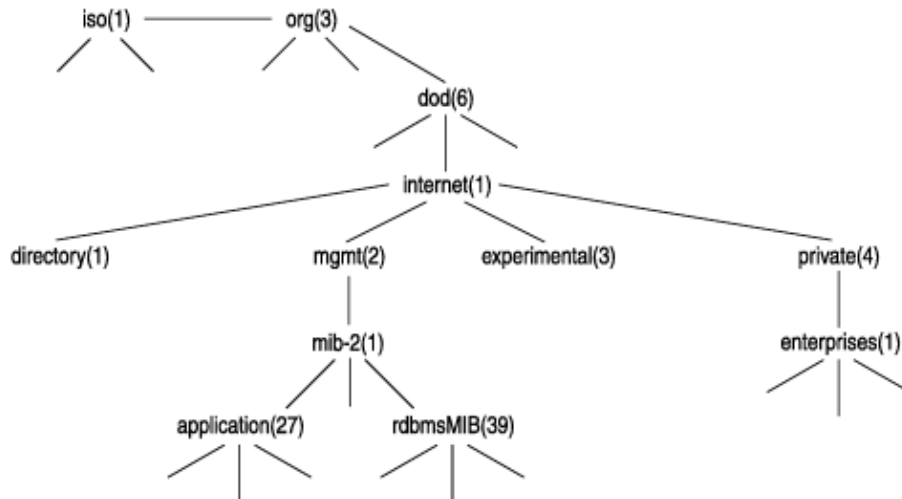 iso(1) org(3)
dod(6)
internet(1)
directory(1) mgmt(2) experimental(3) private(4)
mib-2(1) enterprises(1)
application(27) rdbmsMIB(39)